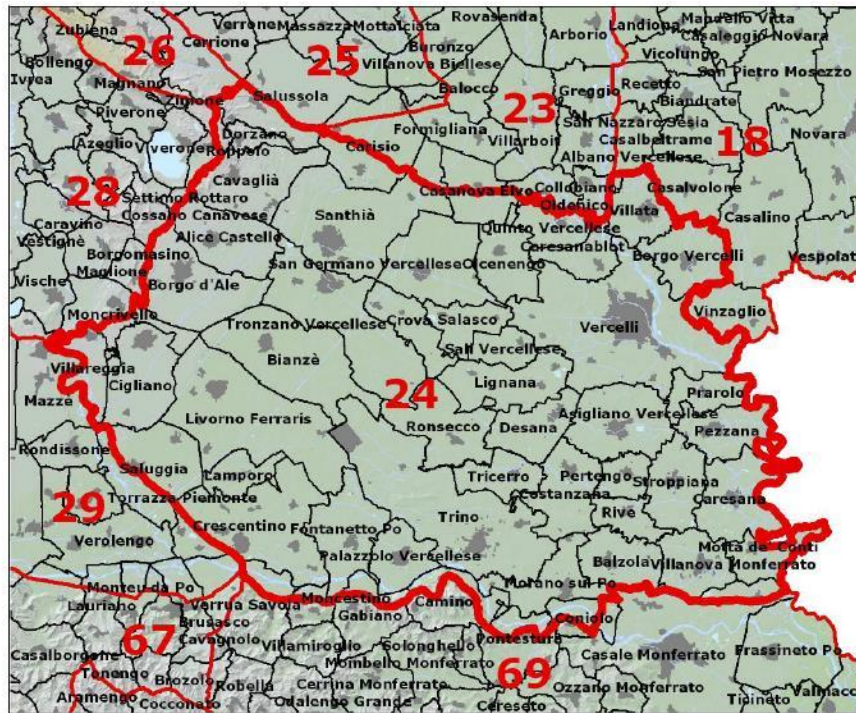 Zubiena
Verrone
Massazza
Mottalciata
Rovasenda
Arborio
Landiona
Mandello Vitta
Casaleggio Novara
26
Cerrione
25
Buronzo
Vicolungo
Bollengo
Villanova Biellese
San Pietro Mosezzo
Ivrea
Magnano
Balocco
Greggio
Recetto
Zimone
Salussola
23
Biandrate
Piverone
Dorzano
Formigliana
San Nazzaro Sesia
18
Novara
Azeglio
Viverone
Roppolo
Carisio
Villarboit
Casalbeltrame
Albano Vercellese
28
Cavaglià
Settimo Rottaro
Casanova Elvo
Collobiano
Casalvolone
Oldenico
Villata
Cossano Canavese
Santhià
Casalino
Caravino
Quinto Vercellese
Vestignè
Alice Castello
Caresanablot
Borgomasino
San Germano Vercellese
Olcenengo
Borgo Vercelli
Vespolat
Maglione
Vische
Borgo d'Ale
Vinzaglio
Moncrivello
Crova
Salasco
Tronzano Vercellese
Vercelli
Bianzè
Sali Vercellese
Villareggia
Cigliano
Lignana
Mazzè
24
Prarolo
Livorno Ferraris
Asigliano Vercellese
Ronsecco
Desana
Pezzana
Rondissone
Saluggia
Lamporo
Tricerro
Pertengo
Stroppiana
29
Torrazza Piemonte
Costanzana
Caresana
Crescentino
Fontanetto Po
Trino
Rive
Verolengo
Palazzolo Vercellese
Balzola
Motta de' Conti
Villanova Monferrato
Monteu da Po
Morano sul Po
Lauriano
Verrua Savoia
Moncestino
Camino
Brusasco
Gabiano
Coniolo
67
Cavagnolo
Villamiroglio
Solonghello
Pontestura
Casale Monferrato
Frassineto Po
Casalborgone
Mombello Monferrato
69
Tonengo
Brozolo
Robella
Cerrina Monferrato
Ozzano Monferrato
Aramengo
Cocconato
Odalengo Grande
Cereseto
Ticineto
Valmacc